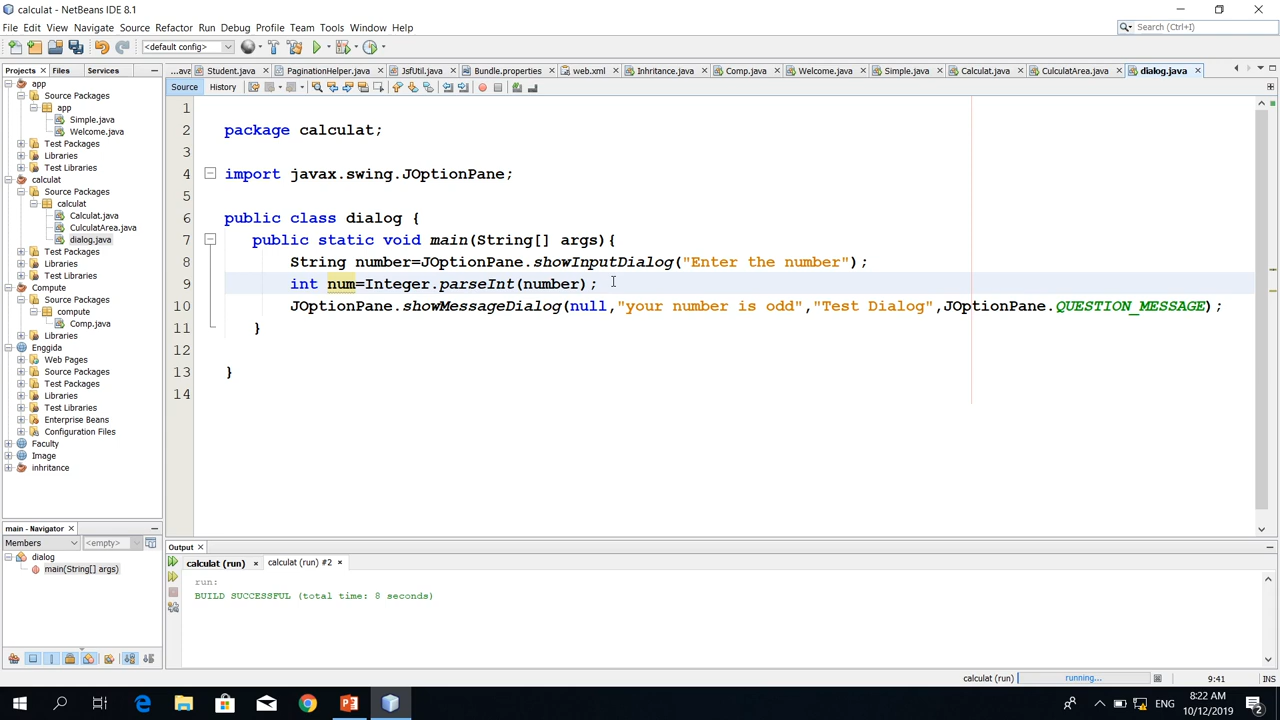 calculat - NetBeans IDE 8.1
File Edit View Navigate Source Refactor Run Debug Profile Team Tools Window Help
Search (Ctrl+I)
<default config>
Projects Files Services
...ava Student.java PaginationHelper.java JsfUtil.java Bundle.properties web.xml Inhritance.java Comp.java Welcome.java Simple.java Calculat.java CulculatArea.java dialog.java
Source History
app
Source Packages
app
Simple.java
Welcome.java
Test Packages
Libraries
Test Libraries
calculat
Source Packages
calculat
Calculat.java
CulculatArea.java
dialog.java
Test Packages
Libraries
Test Libraries
Compute
Source Packages
compute
Comp.java
Libraries
Enggida
Web Pages
Source Packages
Test Packages
Libraries
Test Libraries
Enterprise Beans
Configuration Files
Faculty
Image
inhritance
1
2 package calculat;
3
4 import javax.swing.JOptionPane;
5
6 public class dialog {
7 public static void main(String[] args){
8 String number=JOptionPane.showInputDialog("Enter the number");
9 int num=Integer.parseInt(number);
10 JOptionPane.showMessageDialog(null,"your number is odd","Test Dialog",JOptionPane.QUESTION_MESSAGE);
11 }
12
13 }
14
main - Navigator
Members <empty>
dialog
main(String[] args)
Output
calculat (run) calculat (run) #2
run:
BUILD SUCCESSFUL (total time: 8 seconds)
calculat (run) running... 9:41 INS
ENG
8:22 AM
10/12/2019
2